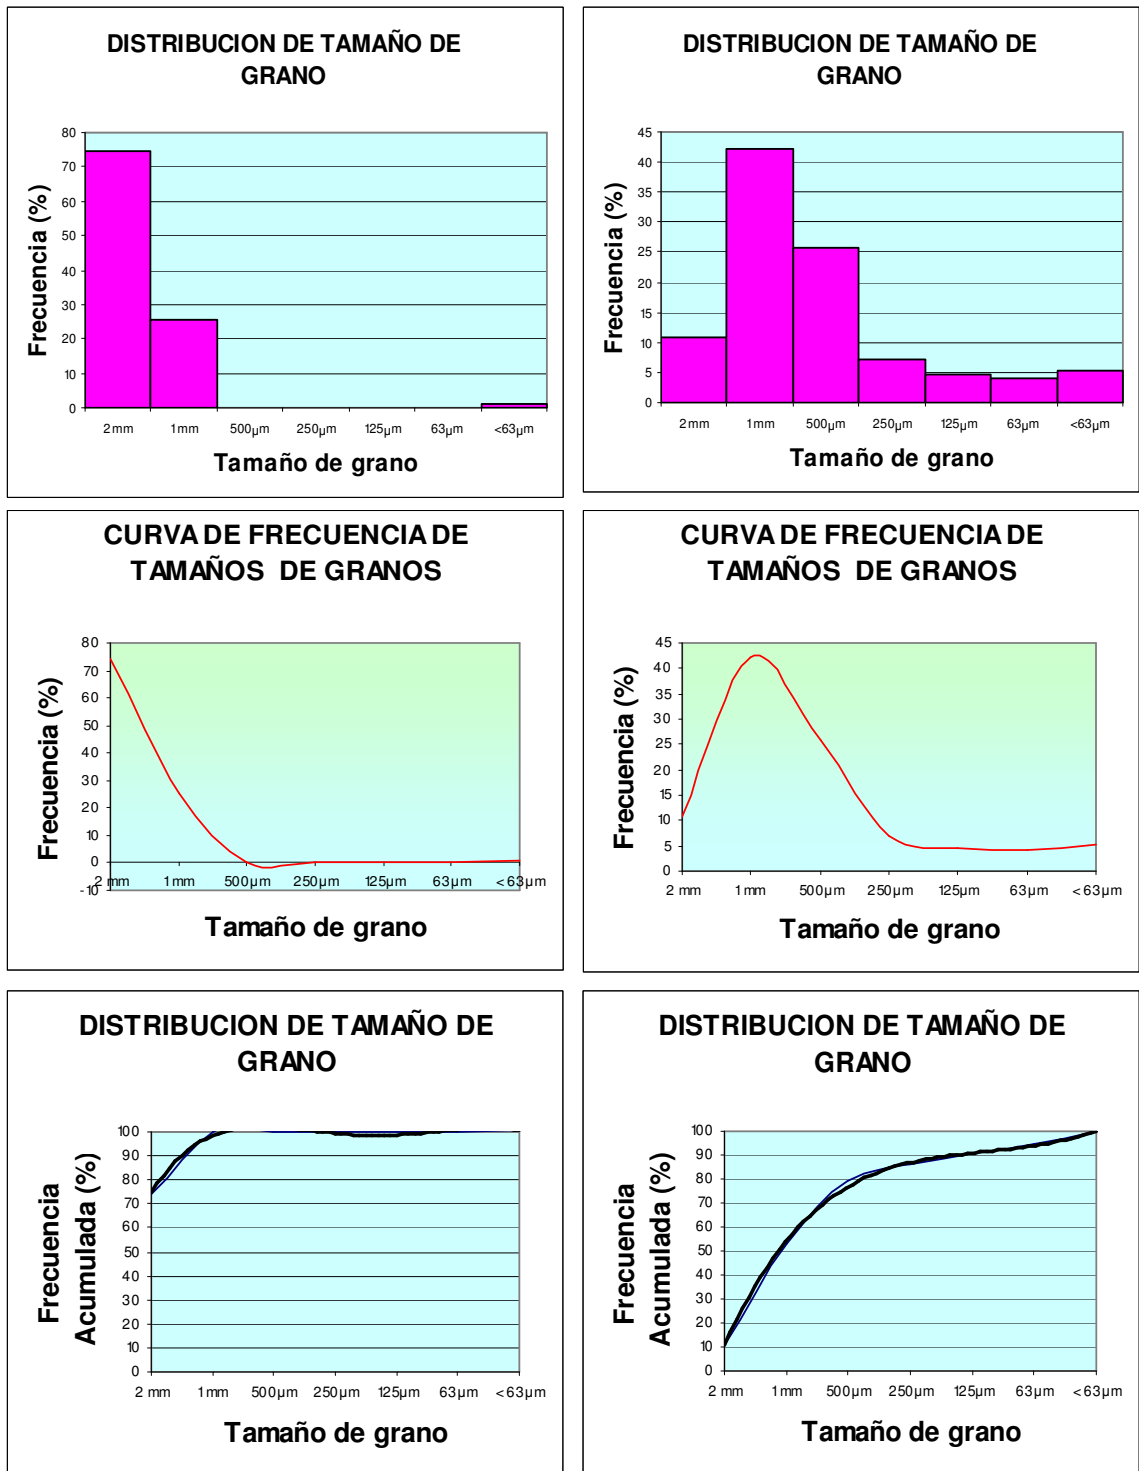 DISTRIBUCION DE TAMAÑO DE
GRANO
80
70
60
50
40
30
20
10
0
Frecuencia (%)
2mm 1mm 500µm 250µm 125µm 63µm <63µm
Tamaño de grano
DISTRIBUCION DE TAMAÑO DE
GRANO
45
40
35
30
25
20
15
10
5
0
Frecuencia (%)
2mm 1mm 500µm 250µm 125µm 63µm <63µm
Tamaño de grano
CURVA DE FRECUENCIA DE
TAMAÑOS DE GRANOS
80
70
60
50
40
30
20
10
0
-10
Frecuencia (%)
2 mm 1mm 500µm 250µm 125µm 63µm <63µm
Tamaño de grano
CURVA DE FRECUENCIA DE
TAMAÑOS DE GRANOS
45
40
35
30
25
20
15
10
5
0
Frecuencia (%)
2 mm 1mm 500µm 250µm 125µm 63µm <63µm
Tamaño de grano
DISTRIBUCION DE TAMAÑO DE
GRANO
100
90
80
70
60
50
40
30
20
10
0
Frecuencia
Acumulada (%)
2 mm 1mm 500µm 250µm 125µm 63µm <63µm
Tamaño de grano
DISTRIBUCION DE TAMAÑO DE
GRANO
100
90
80
70
60
50
40
30
20
10
0
Frecuencia
Acumulada (%)
2 mm 1mm 500µm 250µm 125µm 63µm <63µm
Tamaño de grano